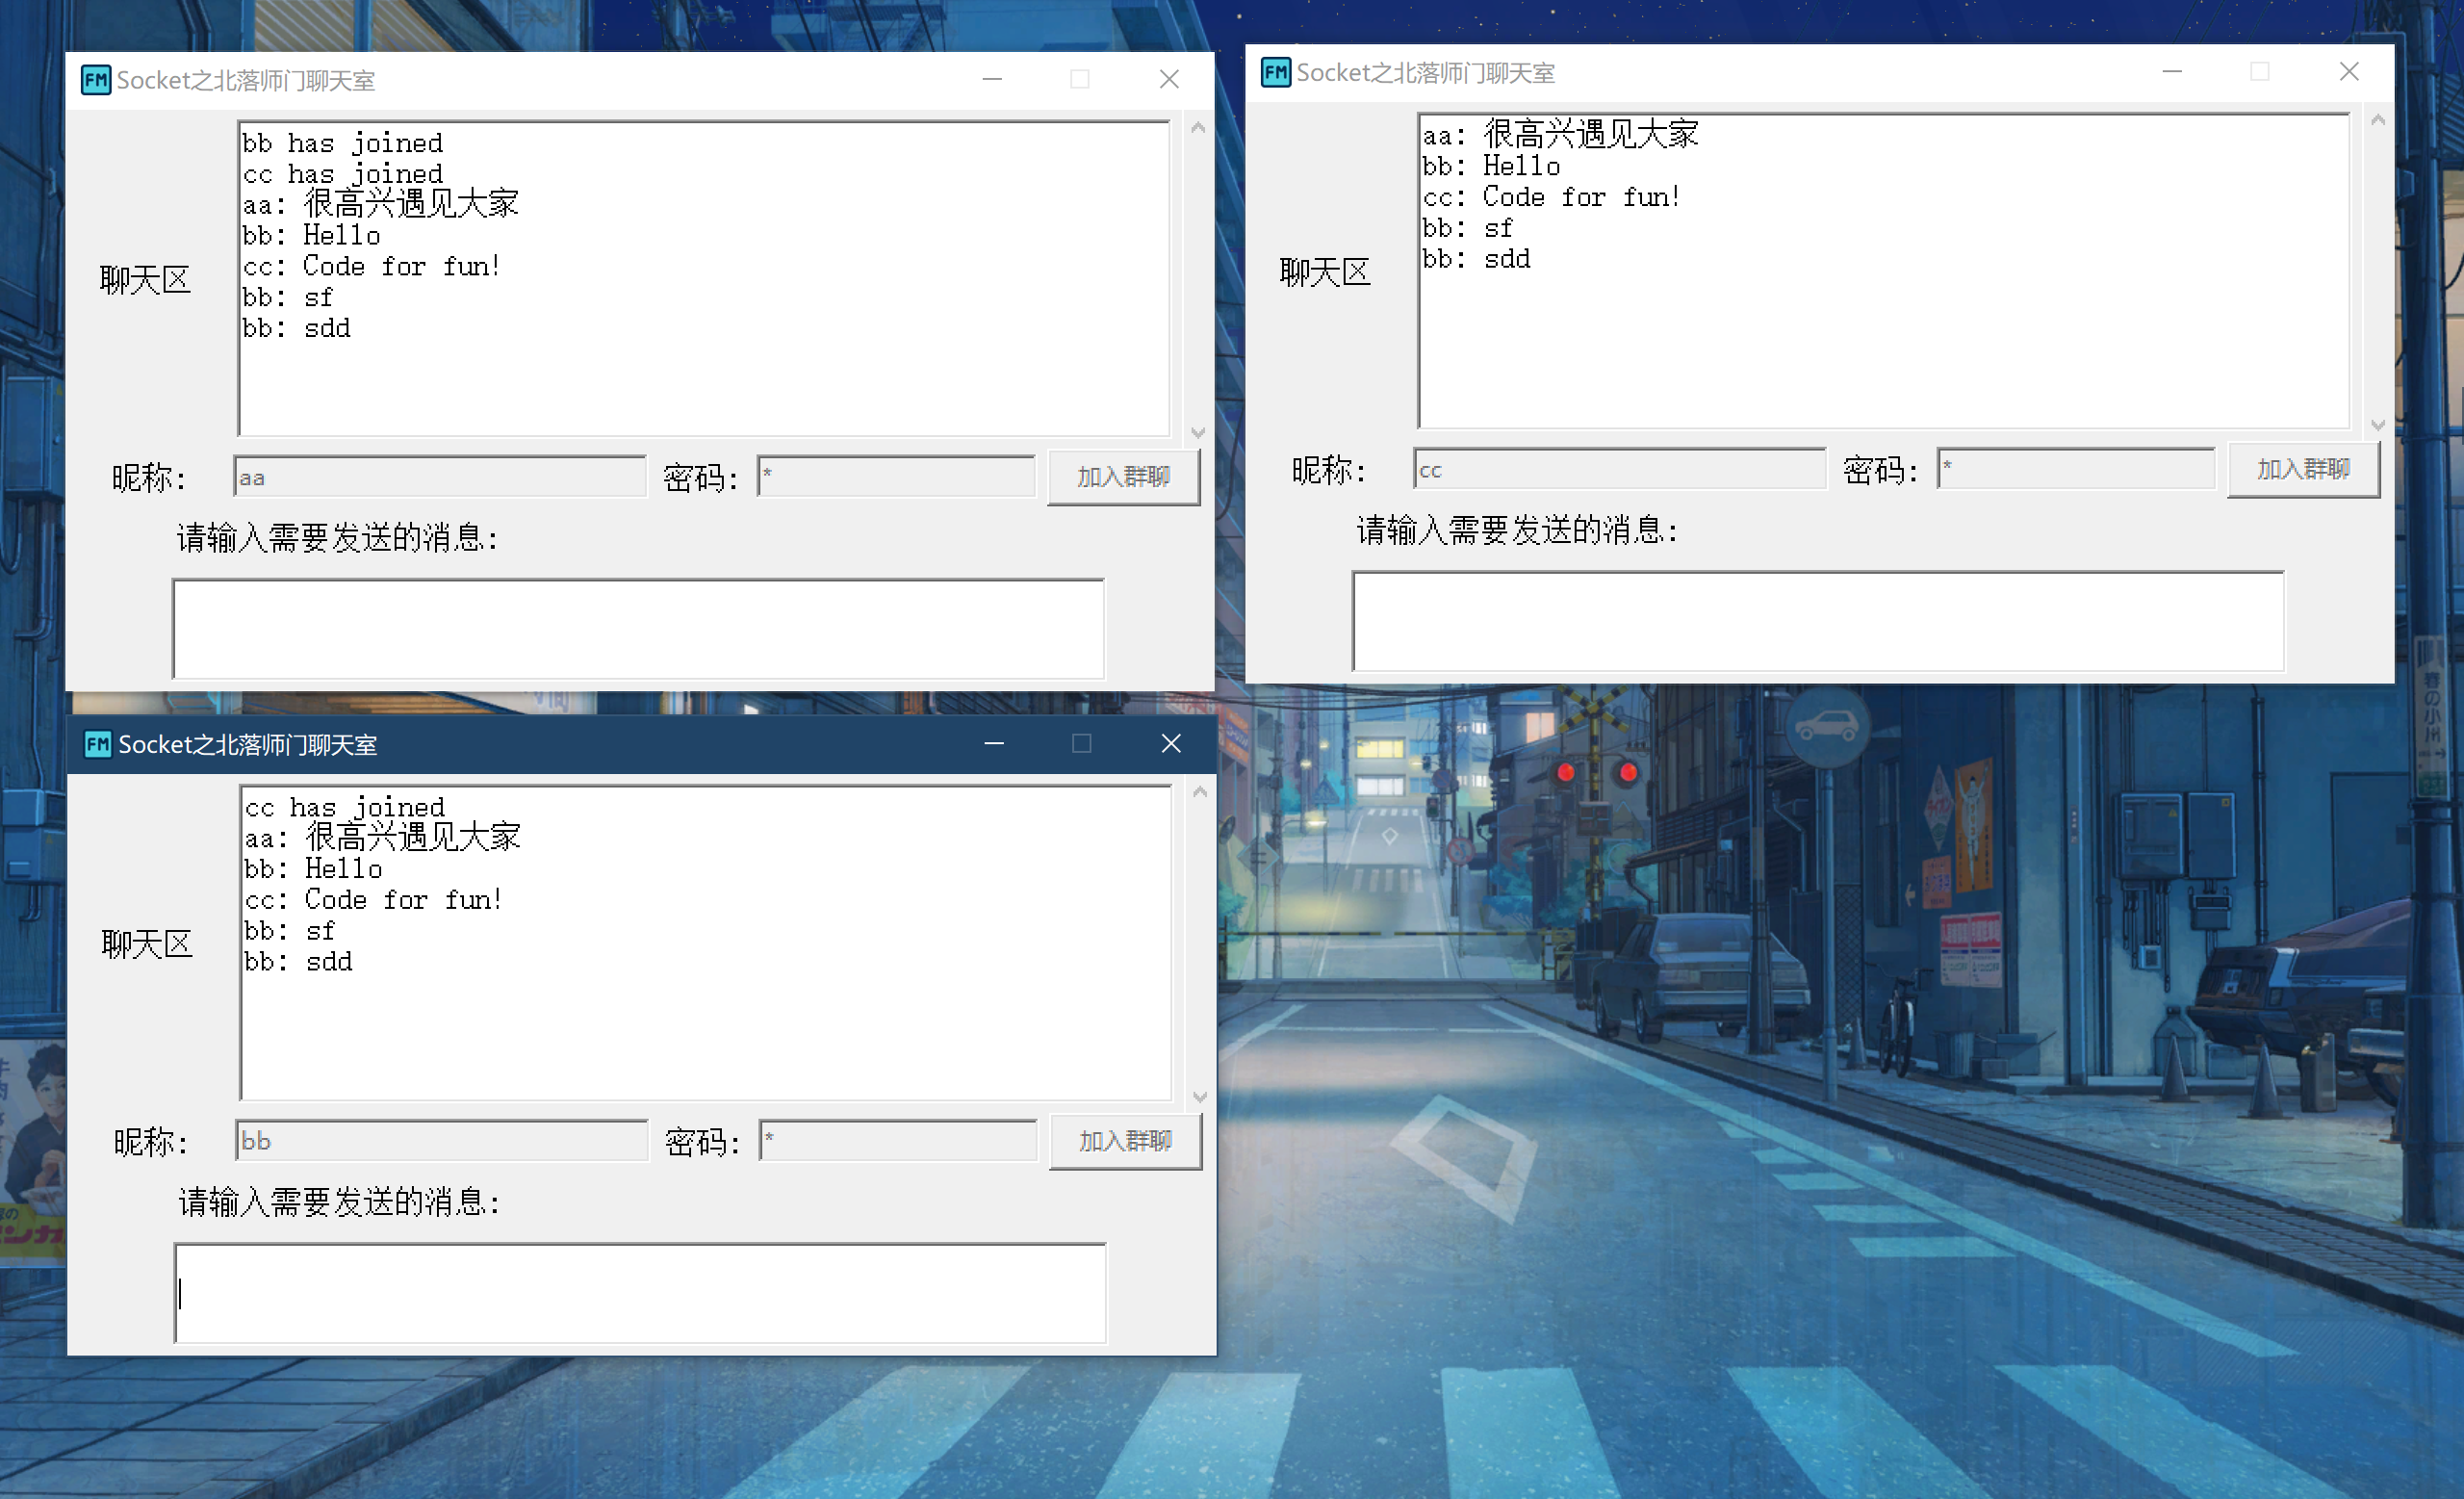 FM Socket之北落师门聊天室
bb has joined
cc has joined
aa: 很高兴遇见大家
bb: Hello
cc: Code for fun!
bb: sf
bb: sdd
聊天区
昵称: aa 密码: * 加入群聊
请输入需要发送的消息:
FM Socket之北落师门聊天室
aa: 很高兴遇见大家
bb: Hello
cc: Code for fun!
bb: sf
bb: sdd
聊天区
昵称: cc 密码: * 加入群聊
请输入需要发送的消息:
FM Socket之北落师门聊天室
cc has joined
aa: 很高兴遇见大家
bb: Hello
cc: Code for fun!
bb: sf
bb: sdd
聊天区
昵称: bb 密码: * 加入群聊
请输入需要发送的消息: